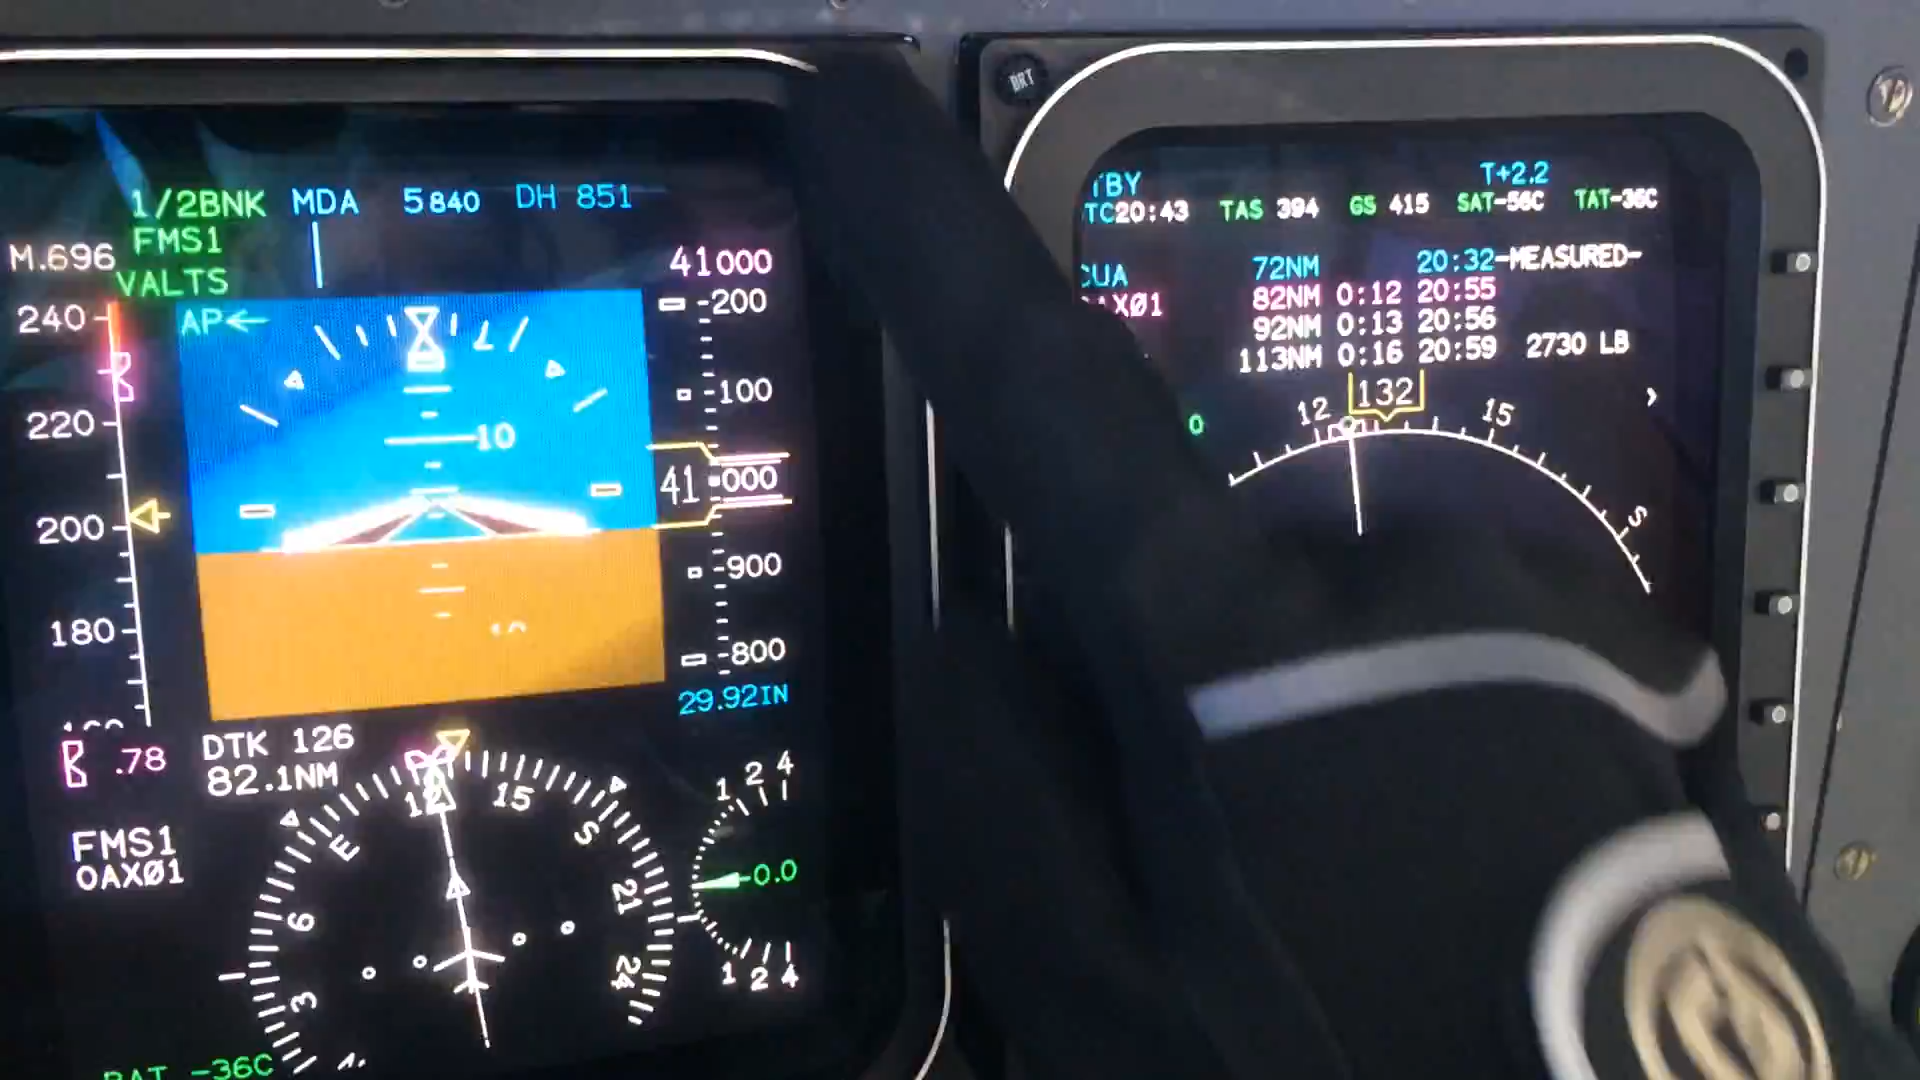 1/2BNK MDA 5840 DH 851
FMS1
M.696
VALTS
41000
240
220
200
180
AP←
10
200
100
41 000
900
800
29.92IN
.78
DTK 126
82.1NM
FMS1
OAXØ1
12 15 S 21 24
E 6 3
1 2 4
-0.0
1 2 4
-36C
BRT
T+2.2
20:43 TAS 394 GS 415 SAT-56C TAT-36C
72NM 20:32-MEASURED-
82NM 0:12 20:55
92NM 0:13 20:56
113NM 0:16 20:59 2730 LB
132
12 15 S
0